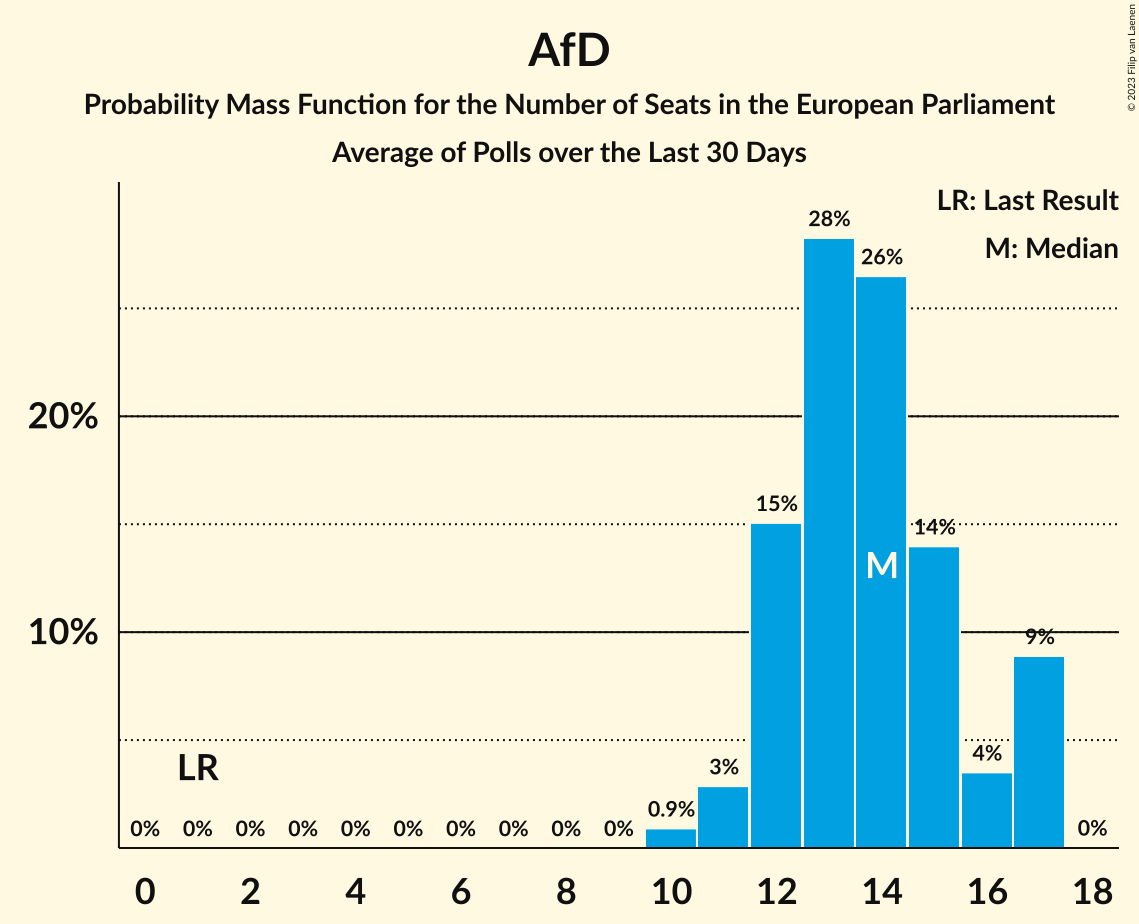 AfD
Probability Mass Function for the Number of Seats in the European Parliament
Average of Polls over the Last 30 Days
© 2023 Filip van Laenen
LR: Last Result
M: Median
28%
26%
20%
15%
14%
M
10%
9%
LR
4%
3%
0.9%
0% 0% 0% 0% 0% 0% 0% 0% 0% 0% 0%
0 2 4 6 8 10 12 14 16 18